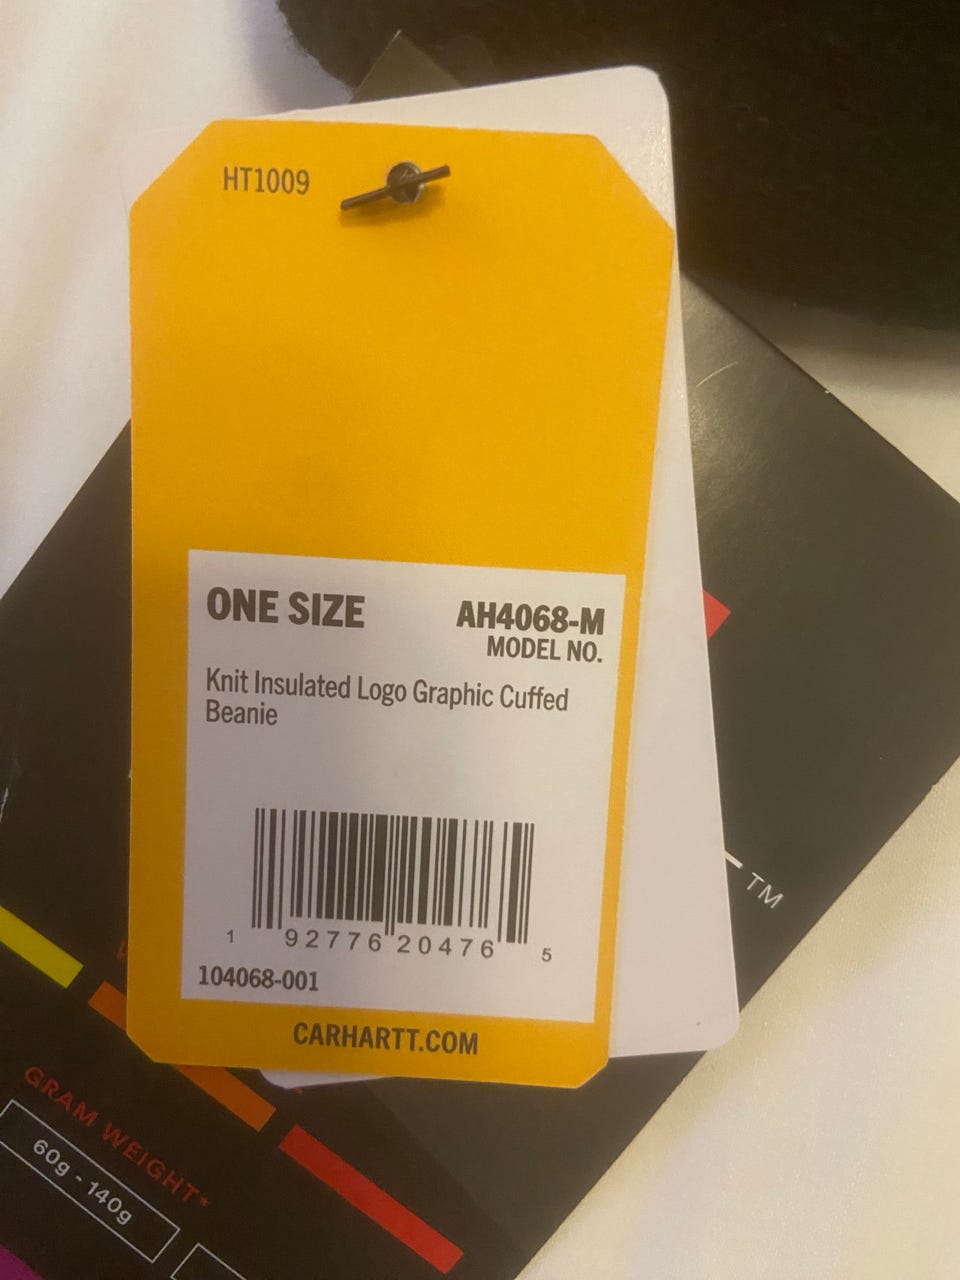 HT1009
ONE SIZE
AH4068-M
MODEL NO.
Knit Insulated Logo Graphic Cuffed
Beanie
1 92776 20476 5
104068-001
CARHARTT.COM
TM
GRAM WEIGHT*
60g - 140g